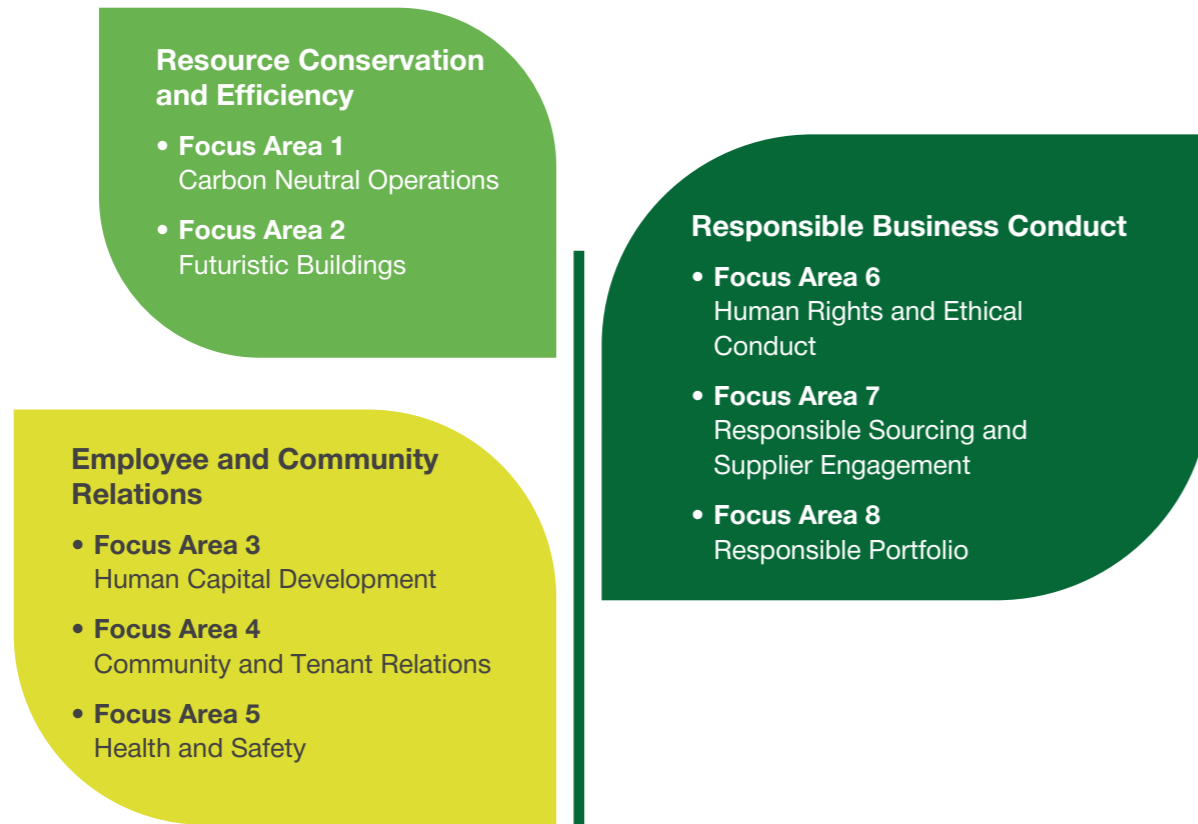 Resource Conservation
and Efficiency
• Focus Area 1
Carbon Neutral Operations
• Focus Area 2
Futuristic Buildings
Employee and Community
Relations
• Focus Area 3
Human Capital Development
• Focus Area 4
Community and Tenant Relations
• Focus Area 5
Health and Safety
Responsible Business Conduct
• Focus Area 6
Human Rights and Ethical
Conduct
• Focus Area 7
Responsible Sourcing and
Supplier Engagement
• Focus Area 8
Responsible Portfolio